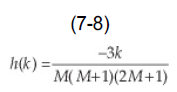 (7-8)
h(k) = -3k / M(M+1)(2M+1)